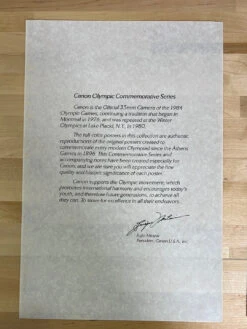 Canon Olympic Commemorative Series
Canon is the Official 35mm Camera of the 1984
Olympic Games, continuing a tradition that began in
Montreal in 1976, and was repeated at the Winter
Olympics at Lake Placid, N.Y., in 1980.
The full-color posters in this collection are authentic
reproductions of the original posters created to
commemorate every modern Olympiad since the Athens
Games in 1896. This Commemorative Series and
accompanying notes have been created especially for
Canon, and we are sure you will appreciate the fine
quality and historic significance of each poster.
Canon supports the Olympic Movement, which
promotes international harmony and encourages today's
youth, and therefore future generations, to achieve all
they can. To strive for excellence in all their endeavors.
President, Canon U.S.A., Inc.